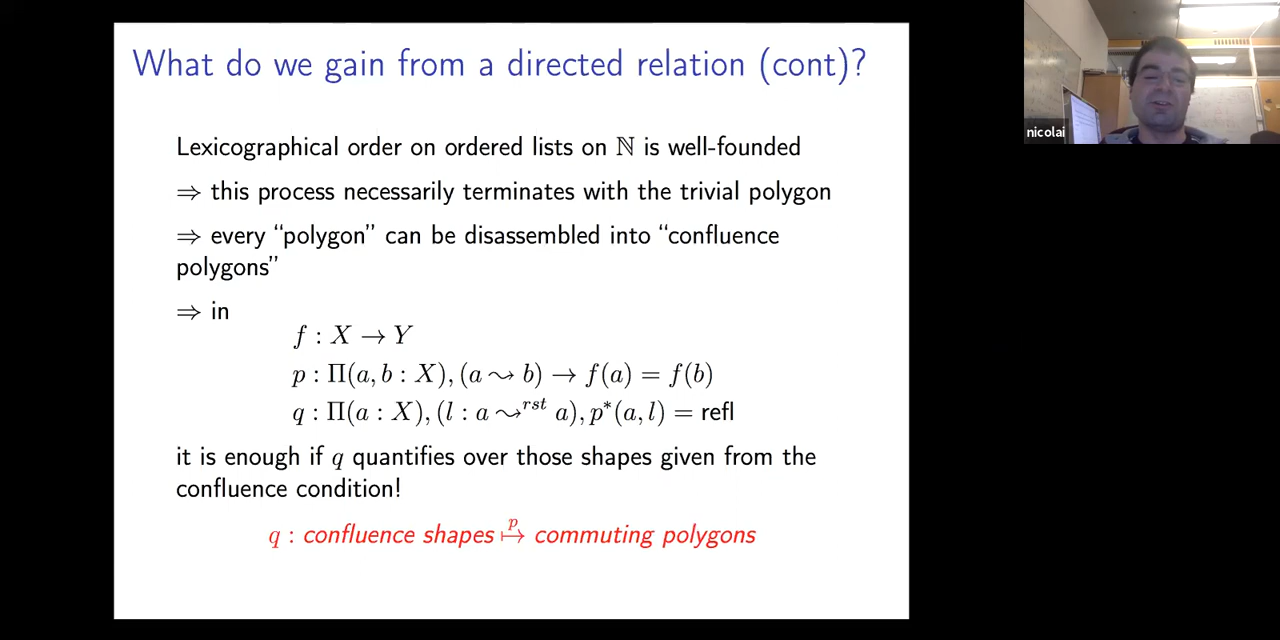 What do we gain from a directed relation (cont)?
nicolai
Lexicographical order on ordered lists on ℕ is well-founded
⇒ this process necessarily terminates with the trivial polygon
⇒ every “polygon” can be disassembled into “confluence
polygons”
⇒ in
f : X → Y
p : Π(a, b : X), (a ⇝ b) → f(a) = f(b)
q : Π(a : X), (l : a ⇝ʳˢᵗ a), p*(a, l) = refl
it is enough if q quantifies over those shapes given from the
confluence condition!
q : confluence shapes ↦ᵖ commuting polygons